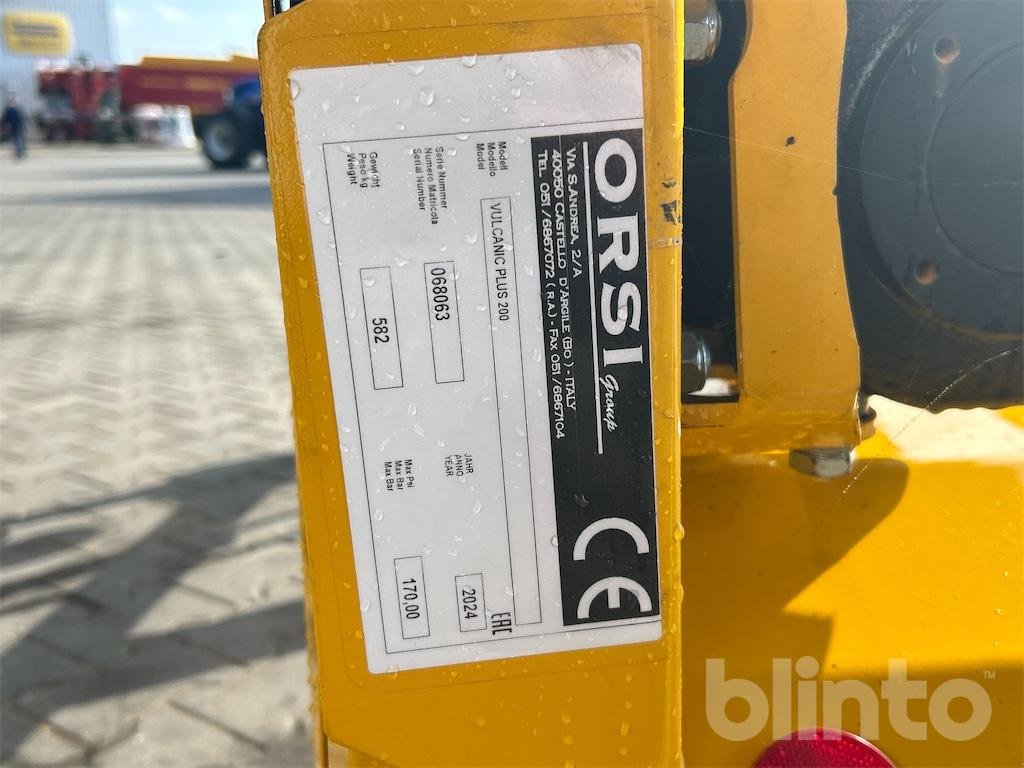 ORSI Group
VIA S.ANDREA, 2/A
40050 CASTELLO D'ARGILE (BO) - ITALY
TEL. 051/6867072 (R.A.) - FAX 051/6867104
CE
Modell
Modello
Model
VULCANIC PLUS 200
EAC
Serie Nummer
Numero Matricola
Serial Number
068063
JAHR
ANNO
YEAR
2024
Gewicht
Peso kg
Weight
582
Max Psi
Max Bar
Max Bar
170,00
blinto™